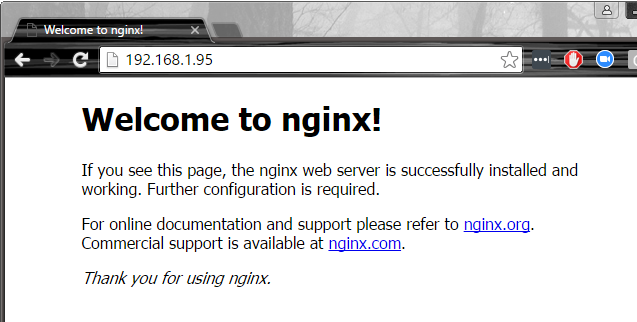 Welcome to nginx!
192.168.1.95
Welcome to nginx!
If you see this page, the nginx web server is successfully installed and
working. Further configuration is required.
For online documentation and support please refer to nginx.org.
Commercial support is available at nginx.com.
Thank you for using nginx.